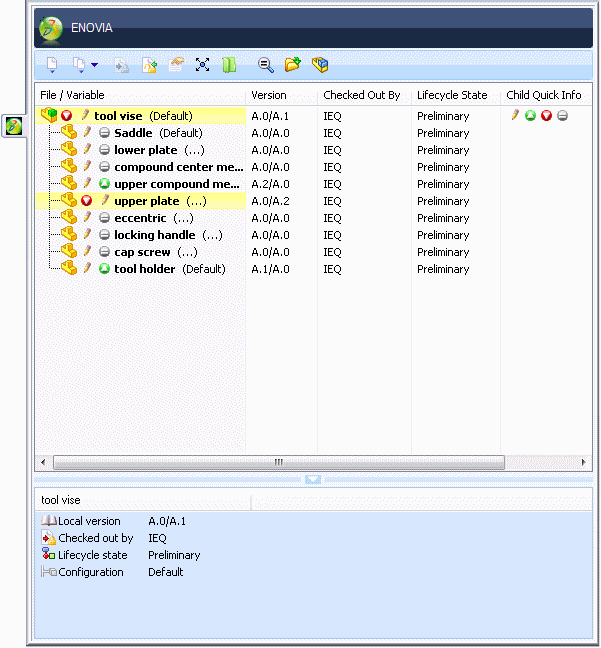 ENOVIA
File / Variable Version Checked Out By Lifecycle State Child Quick Info
tool vise (Default) A.0/A.1 IEQ Preliminary
Saddle (Default) A.0/A.0 IEQ Preliminary
lower plate (...) A.0/A.0 IEQ Preliminary
compound center me... A.0/A.0 IEQ Preliminary
upper compound me... A.2/A.0 IEQ Preliminary
upper plate (...) A.0/A.2 IEQ Preliminary
eccentric (...) A.0/A.0 IEQ Preliminary
locking handle (...) A.0/A.0 IEQ Preliminary
cap screw (...) A.0/A.0 IEQ Preliminary
tool holder (Default) A.1/A.0 IEQ Preliminary
tool vise
Local version A.0/A.1
Checked out by IEQ
Lifecycle state Preliminary
Configuration Default